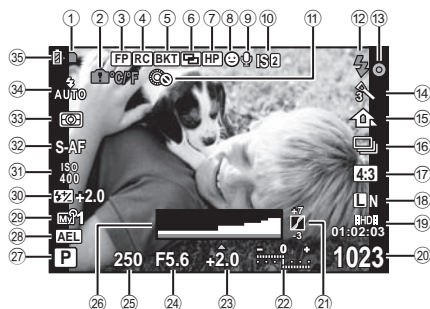 ① ② ③ ④ ⑤ ⑥ ⑦ ⑧ ⑨ ⑩ ⑪ ⑫ ⑬
FP RC BKT HP IS2
°C/°F
㉟
㉞ AUTO
㉝
㉜ S-AF
㉛ ISO 400
㉚ +2.0
㉙ My1
㉘ AEL
㉗ P
3 ⑭
⑮
⑯
4:3 ⑰
L N ⑱
HD ⑲
01:02:03
1023 ⑳
+7
-3
250 F5.6 +2.0 - 0 +
㉖ ㉕ ㉔ ㉓ ㉒ ㉑